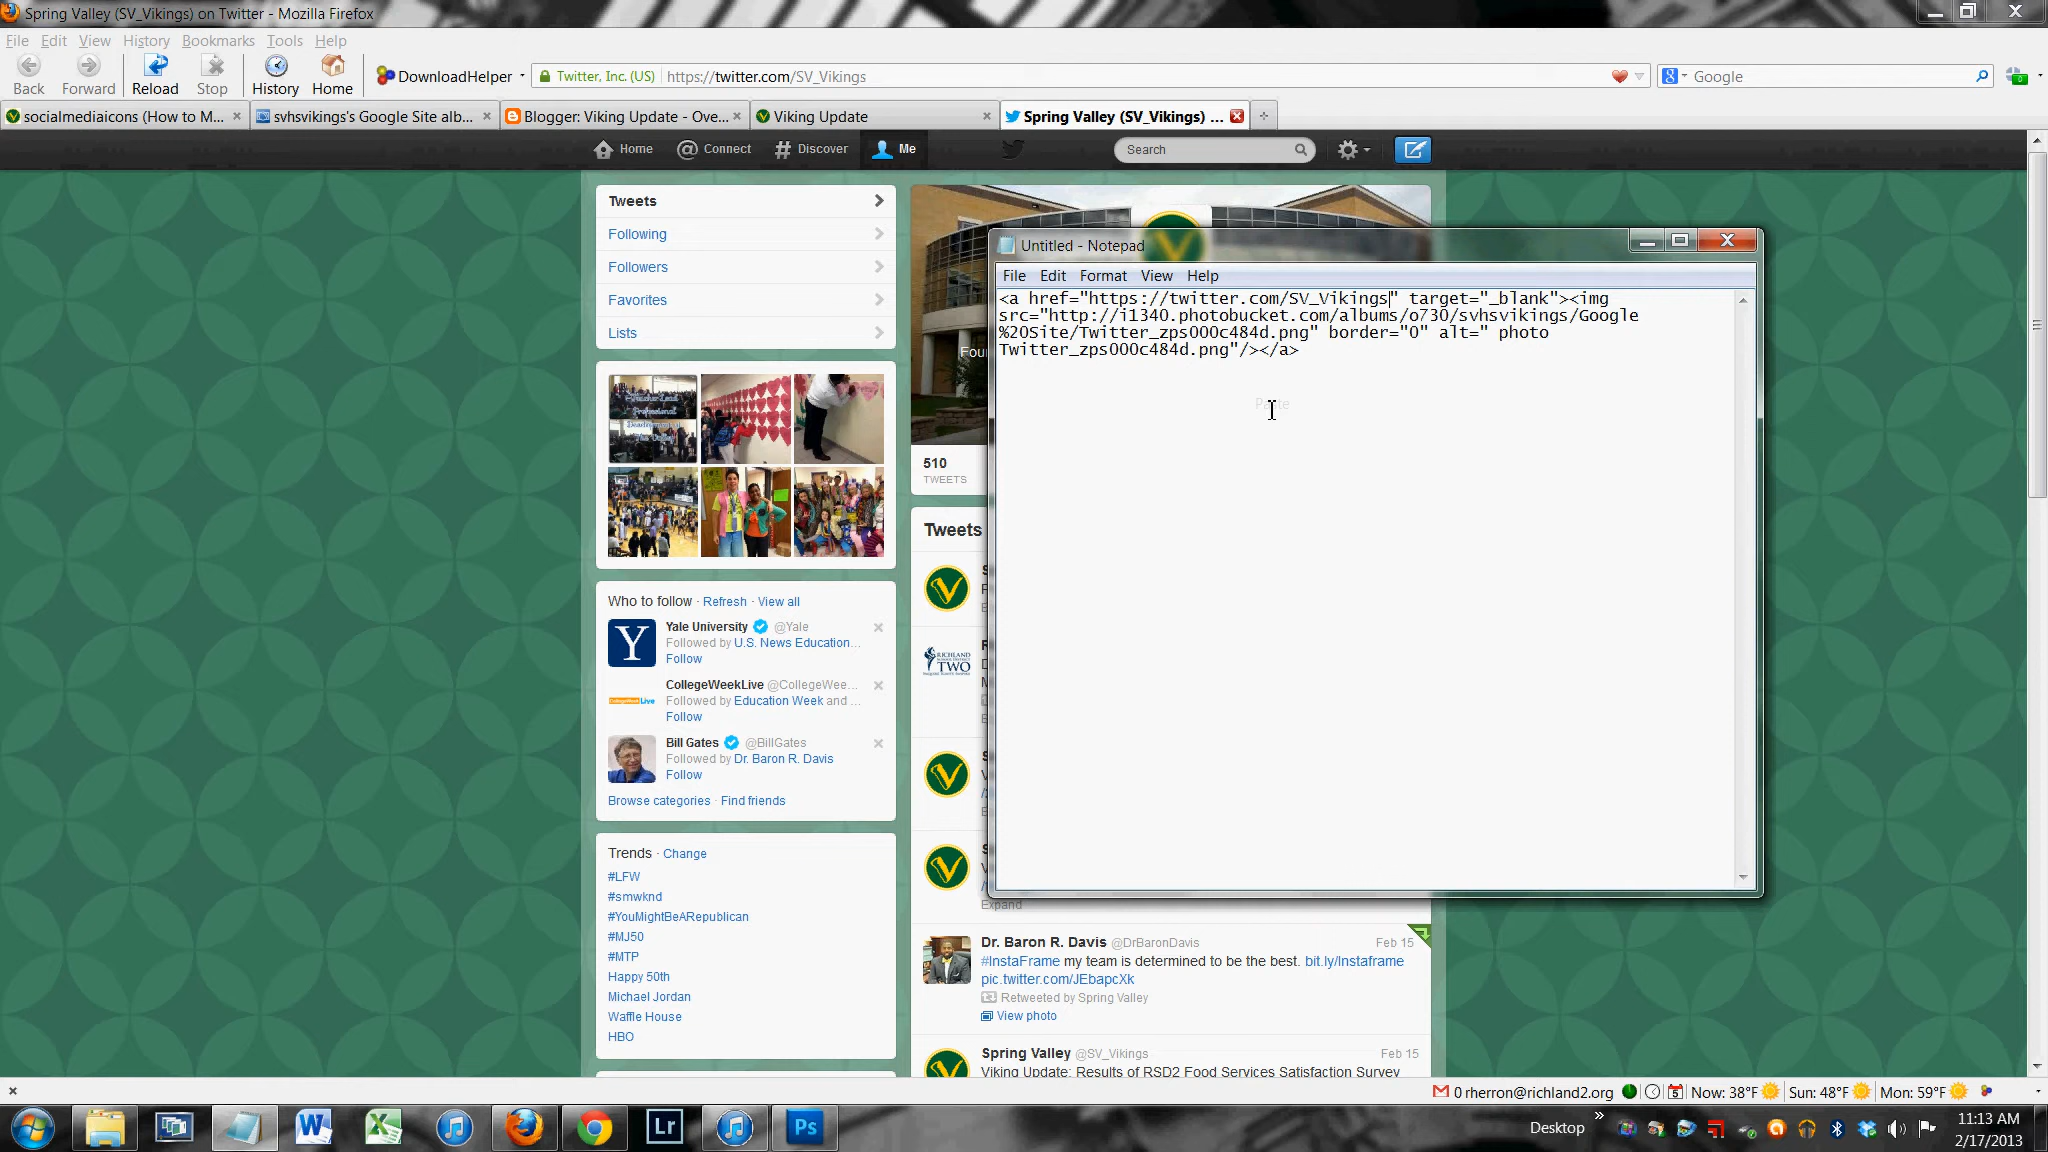 Spring Valley (SV_Vikings) on Twitter - Mozilla Firefox
File Edit View History Bookmarks Tools Help
Back Forward Reload Stop History Home DownloadHelper Twitter, Inc. (US) https://twitter.com/SV_Vikings Google
socialmediaicons (How to M... svhsvikings's Google Site alb... Blogger: Viking Update - Ove... Viking Update Spring Valley (SV_Vikings) ...
Home Connect Discover Me Search
Tweets
Following
Followers
Favorites
Lists
Untitled - Notepad
File Edit Format View Help
<a href="https://twitter.com/SV_Vikings" target="_blank"><img
src="http://i1340.photobucket.com/albums/o730/svhsvikings/Google
%20Site/Twitter_zps000c484d.png" border="0" alt=" photo
Twitter_zps000c484d.png"/></a>
Paste
510
TWEETS
Tweets
Who to follow · Refresh · View all
Yale University @Yale
Followed by U.S. News Education...
Follow
CollegeWeekLive @CollegeWee...
Followed by Education Week and ...
Follow
Bill Gates @BillGates
Followed by Dr. Baron R. Davis
Follow
Browse categories · Find friends
RICHLAND
TWO
Expand
Dr. Baron R. Davis @DrBaronDavis Feb 15
#InstaFrame my team is determined to be the best. bit.ly/Instaframe
pic.twitter.com/JEbapcXk
Retweeted by Spring Valley
View photo
Spring Valley @SV_Vikings Feb 15
Viking Update: Results of RSD2 Food Services Satisfaction Survey
Trends · Change
#LFW
#smwknd
#YouMightBeARepublican
#MJ50
#MTP
Happy 50th
Michael Jordan
Waffle House
HBO
0 rherron@richland2.org Now: 38°F Sun: 48°F Mon: 59°F
Lr Ps Desktop 11:13 AM
2/17/2013